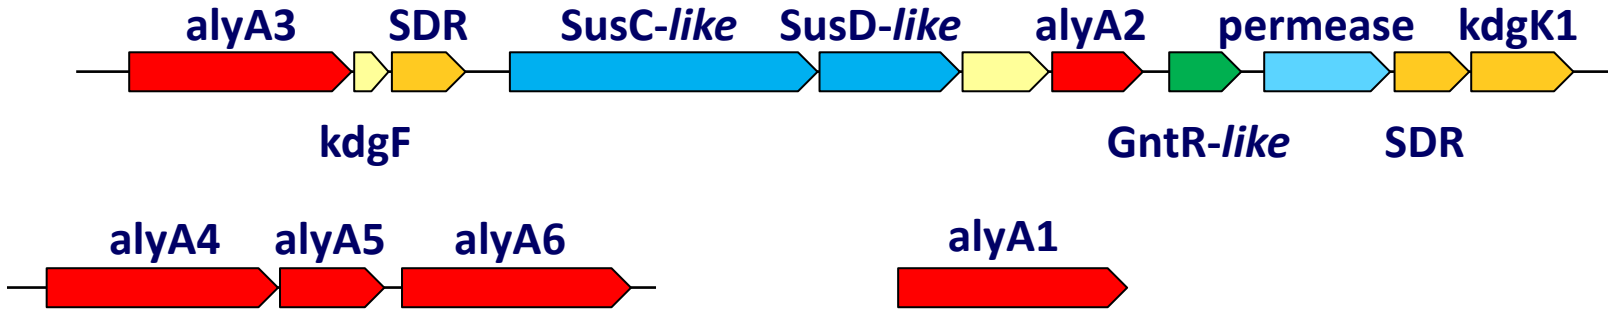 alyA3 SDR SusC-like SusD-like alyA2 permease kdgK1
kdgF GntR-like SDR
alyA4 alyA5 alyA6 alyA1